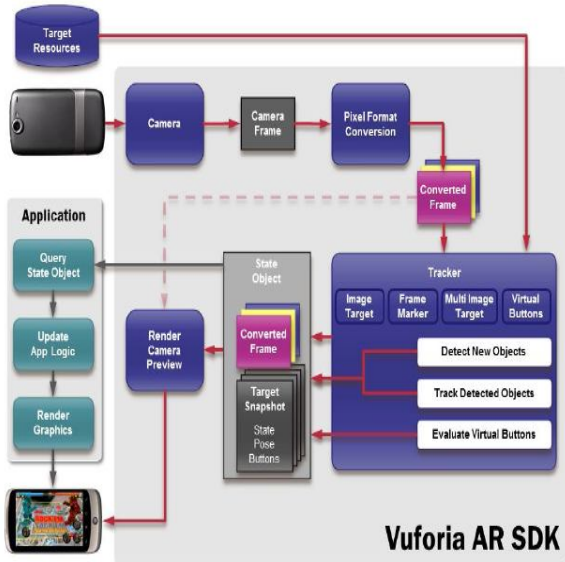 Target
Resources
Camera
Camera
Frame
Pixel Format
Conversion
Converted
Frame
Application
Query
State Object
Update
App Logic
Render
Graphics
Render
Camera
Preview
State
Object
Converted
Frame
Target
Snapshot
State
Pose
Buttons
Tracker
Image
Target
Frame
Marker
Multi Image
Target
Virtual
Buttons
Detect New Objects
Track Detected Objects
Evaluate Virtual Buttons
Vuforia AR SDK